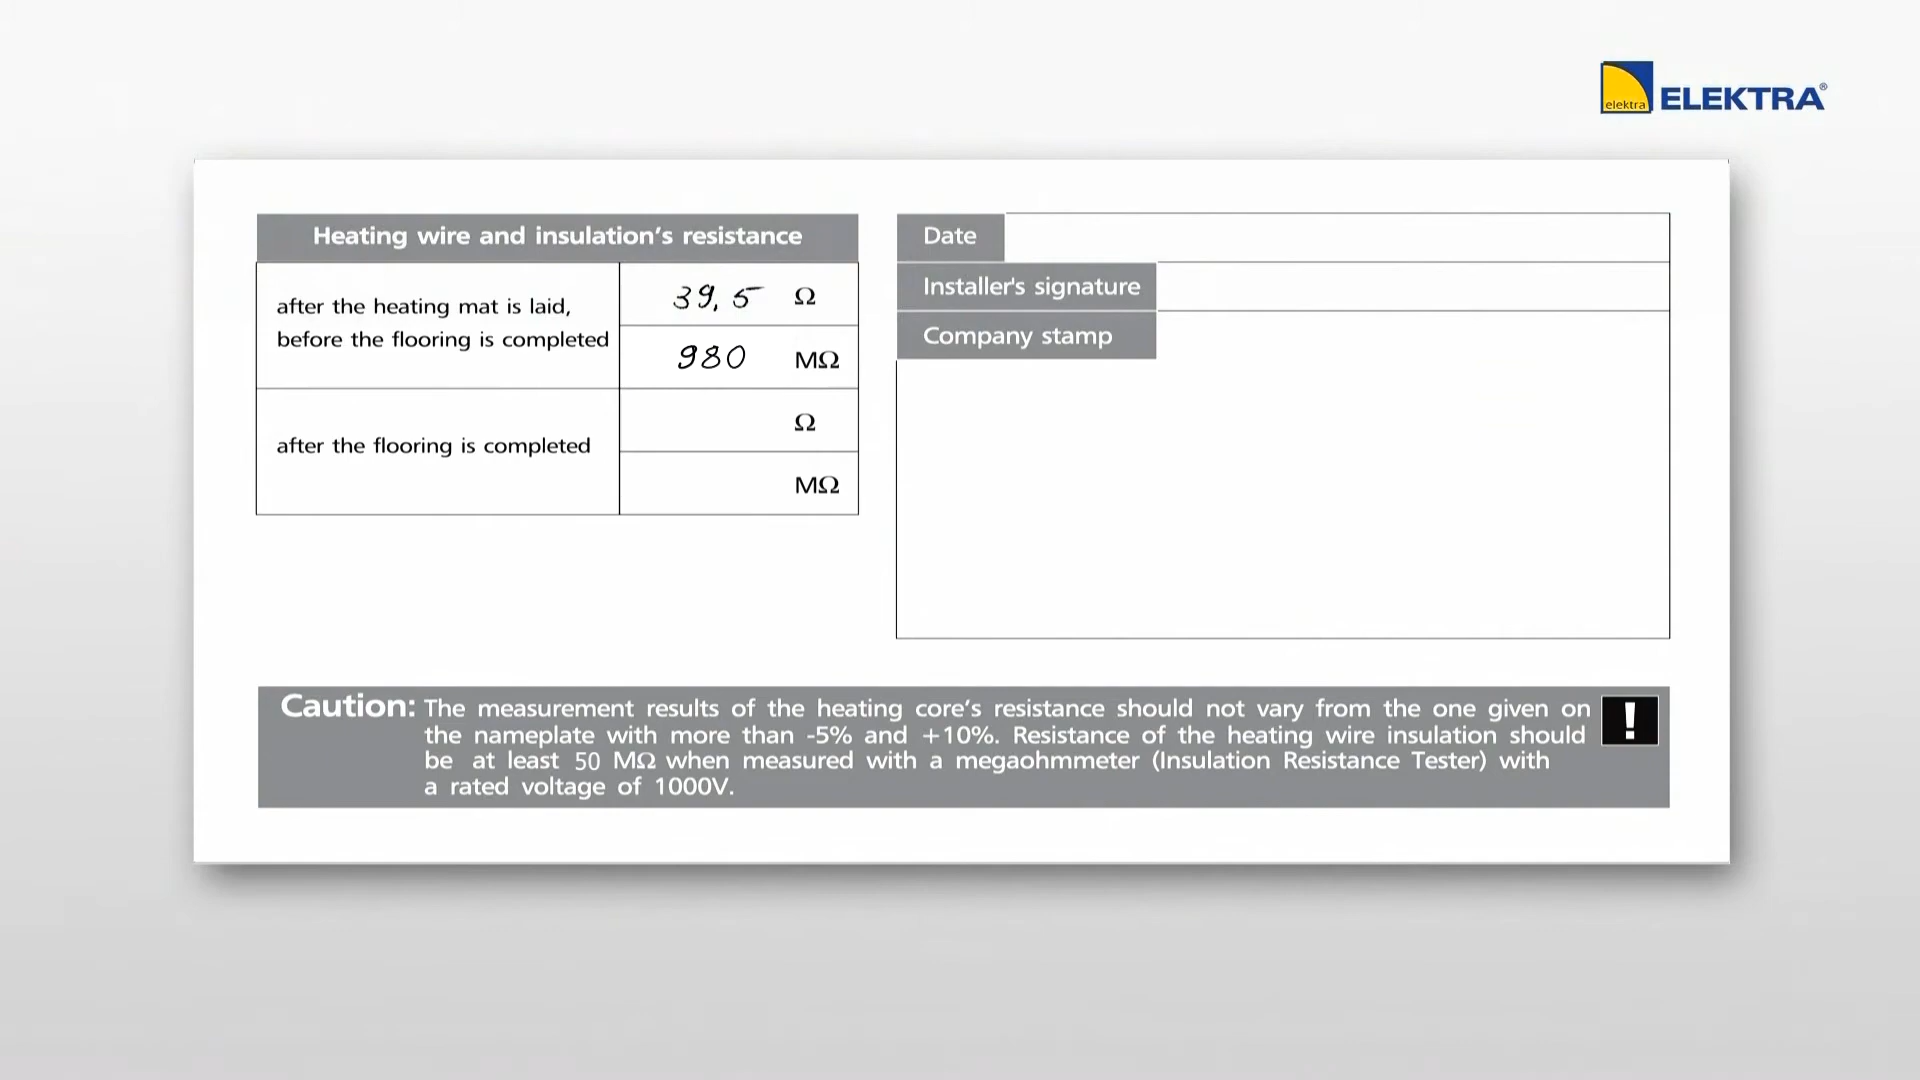 elektra
ELEKTRA®
Heating wire and insulation's resistance
after the heating mat is laid,
before the flooring is completed
39,5 Ω
980 MΩ
after the flooring is completed
Ω
MΩ
Date
Installer's signature
Company stamp
Caution: The measurement results of the heating core's resistance should not vary from the one given on
the nameplate with more than -5% and +10%. Resistance of the heating wire insulation should
be at least 50 MΩ when measured with a megaohmmeter (Insulation Resistance Tester) with
a rated voltage of 1000V.
!